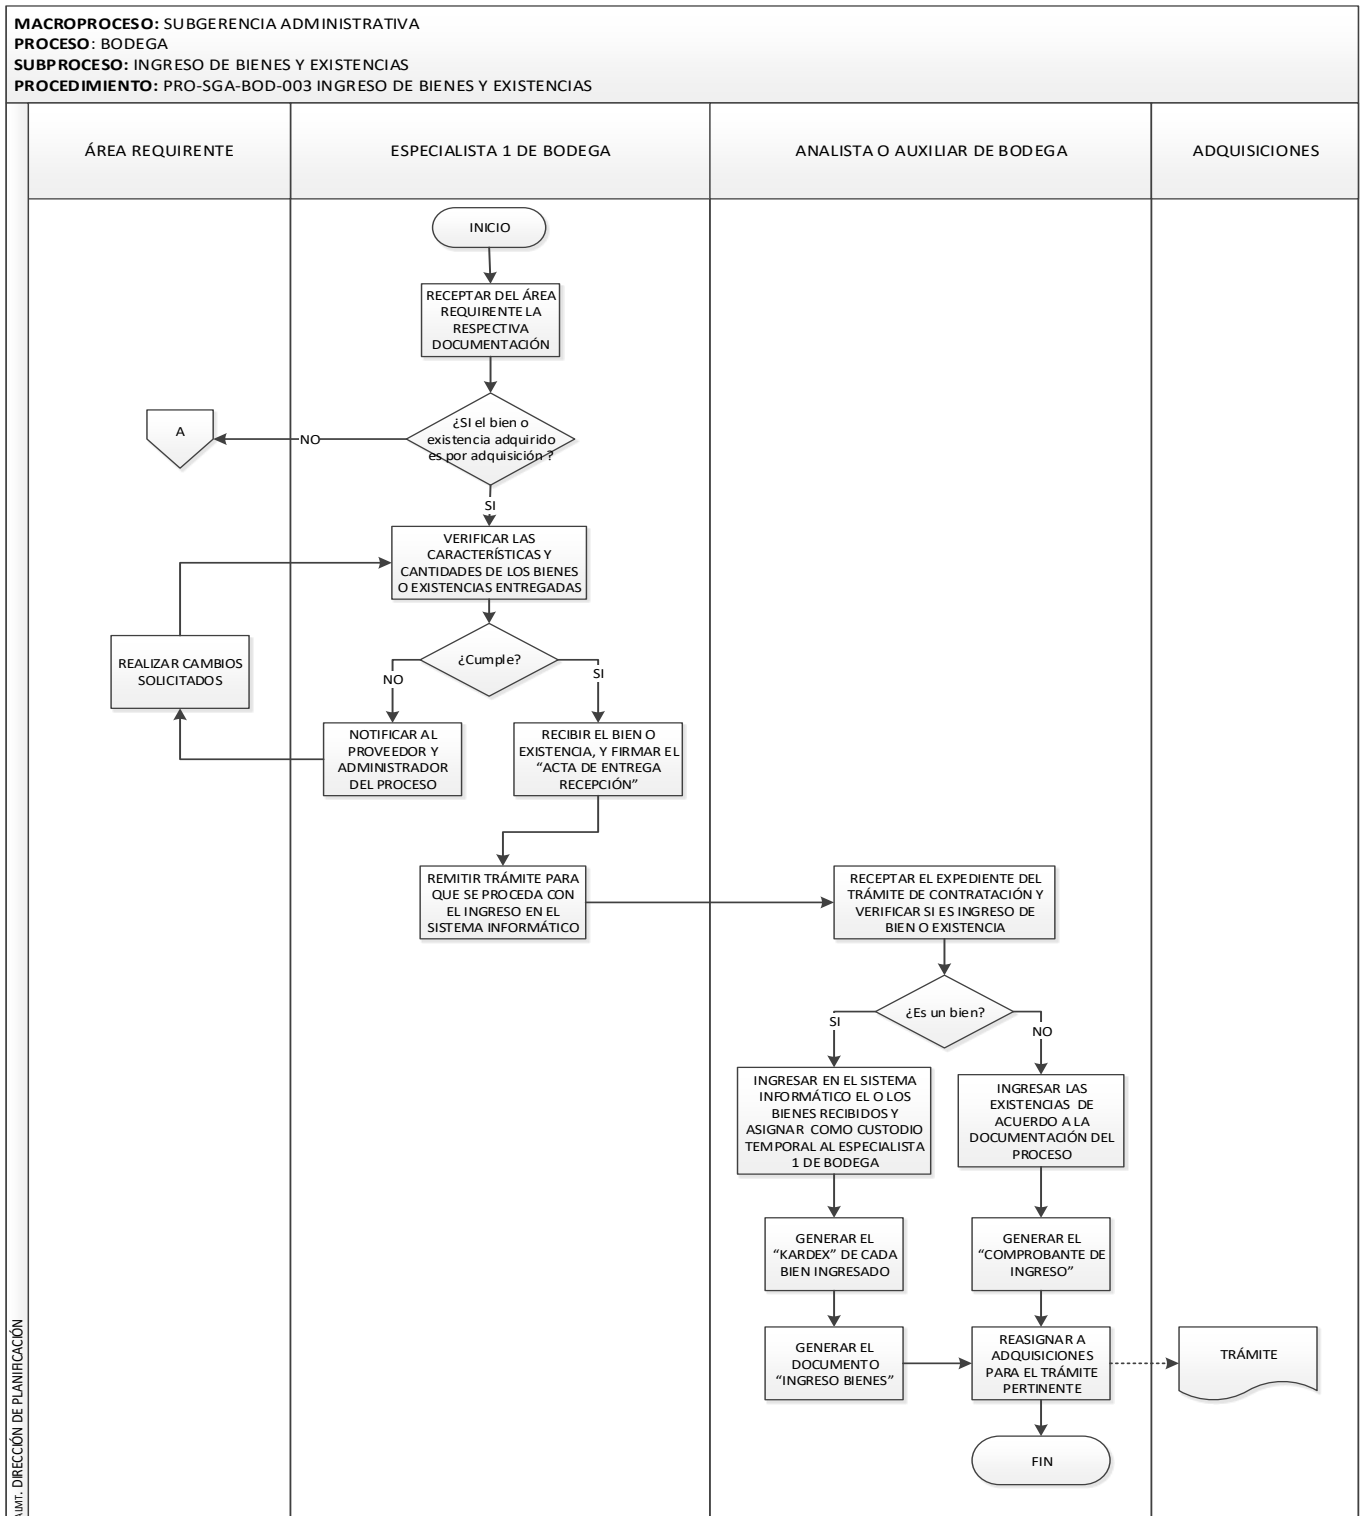 MACROPROCESO: SUBGERENCIA ADMINISTRATIVA
PROCESO: BODEGA
SUBPROCESO: INGRESO DE BIENES Y EXISTENCIAS
PROCEDIMIENTO: PRO-SGA-BOD-003 INGRESO DE BIENES Y EXISTENCIAS
ÁREA REQUIRENTE
ESPECIALISTA 1 DE BODEGA
ANALISTA O AUXILIAR DE BODEGA
ADQUISICIONES
INICIO
RECEPTAR DEL ÁREA
REQUIRENTE LA
RESPECTIVA
DOCUMENTACIÓN
¿SI el bien o
existencia adquirido
es por adquisición ?
NO
A
SI
VERIFICAR LAS
CARACTERÍSTICAS Y
CANTIDADES DE LOS BIENES
O EXISTENCIAS ENTREGADAS
¿Cumple?
NO
SI
REALIZAR CAMBIOS
SOLICITADOS
NOTIFICAR AL
PROVEEDOR Y
ADMINISTRADOR
DEL PROCESO
RECIBIR EL BIEN O
EXISTENCIA, Y FIRMAR EL
“ACTA DE ENTREGA
RECEPCIÓN”
REMITIR TRÁMITE PARA
QUE SE PROCEDA CON
EL INGRESO EN EL
SISTEMA INFORMÁTICO
RECEPTAR EL EXPEDIENTE DEL
TRÁMITE DE CONTRATACIÓN Y
VERIFICAR SI ES INGRESO DE
BIEN O EXISTENCIA
¿Es un bien?
SI
NO
INGRESAR EN EL SISTEMA
INFORMÁTICO EL O LOS
BIENES RECIBIDOS Y
ASIGNAR COMO CUSTODIO
TEMPORAL AL ESPECIALISTA
1 DE BODEGA
INGRESAR LAS
EXISTENCIAS DE
ACUERDO A LA
DOCUMENTACIÓN DEL
PROCESO
GENERAR EL
“KARDEX” DE CADA
BIEN INGRESADO
GENERAR EL
“COMPROBANTE DE
INGRESO”
GENERAR EL
DOCUMENTO
“INGRESO BIENES”
REASIGNAR A
ADQUISICIONES
PARA EL TRÁMITE
PERTINENTE
TRÁMITE
FIN
DIRECCIÓN DE PLANIFICACIÓN